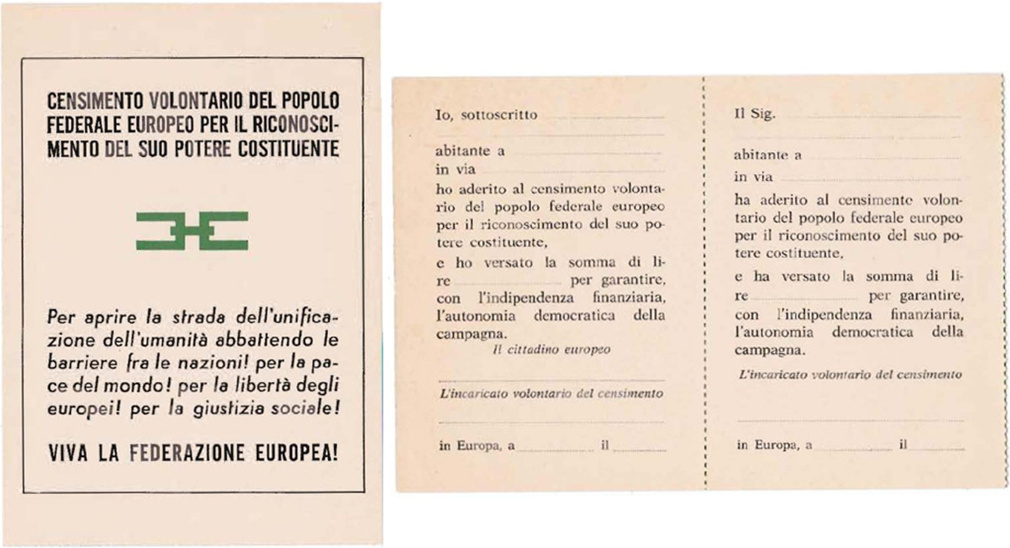 CENSIMENTO VOLONTARIO DEL POPOLO
FEDERALE EUROPEO PER IL RICONOSCI-
MENTO DEL SUO POTERE COSTITUENTE
Per aprire la strada dell'unifica-
zione dell'umanità abbattendo le
barriere fra le nazioni! per la pa-
ce del mondo! per la libertà degli
europei! per la giustizia sociale!
VIVA LA FEDERAZIONE EUROPEA!
Io, sottoscritto
abitante a
in via
ho aderito al censimento volonta-
rio del popolo federale europeo
per il riconoscimento del suo po-
tere costituente,
e ho versato la somma di li-
re per garantire,
con l'indipendenza finanziaria,
l'autonomia democratica della
campagna.
Il cittadino europeo
L'incaricato volontario del censimento
in Europa, a il
Il Sig.
abitante a
in via
ha aderito al censimento volon-
tario del popolo federale europeo
per il riconoscimento del suo po-
tere costituente,
e ha versato la somma di li-
re per garantire,
con l'indipendenza finanziaria,
l'autonomia democratica della
campagna.
L'incaricato volontario del censimento
in Europa, a il